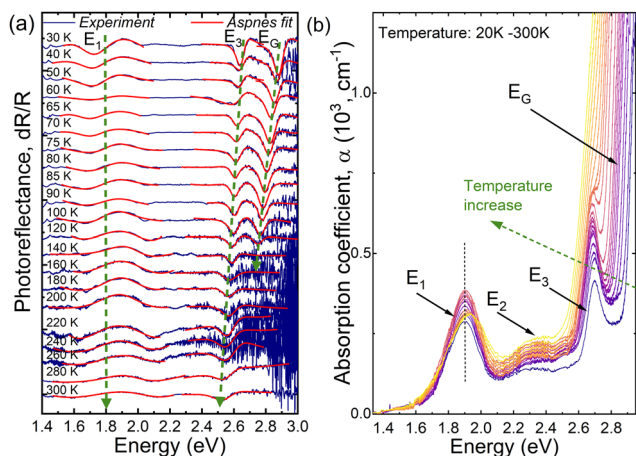 (a)
Experiment
Aspnes fit
E1
E3
EG
30 K
40 K
50 K
60 K
65 K
70 K
75 K
80 K
85 K
90 K
100 K
120 K
140 K
160 K
180 K
200 K
220 K
240 K
260 K
280 K
300 K
Photoreflectance, dR/R
1.4 1.6 1.8 2.0 2.2 2.4 2.6 2.8 3.0
Energy (eV)
(b)
Temperature: 20K -300K
EG
Temperature
increase
E1
E2
E3
Absorption coefficient, α (10³, cm⁻¹)
1.0
0.5
0.0
1.4 1.6 1.8 2.0 2.2 2.4 2.6 2.8
Energy (eV)